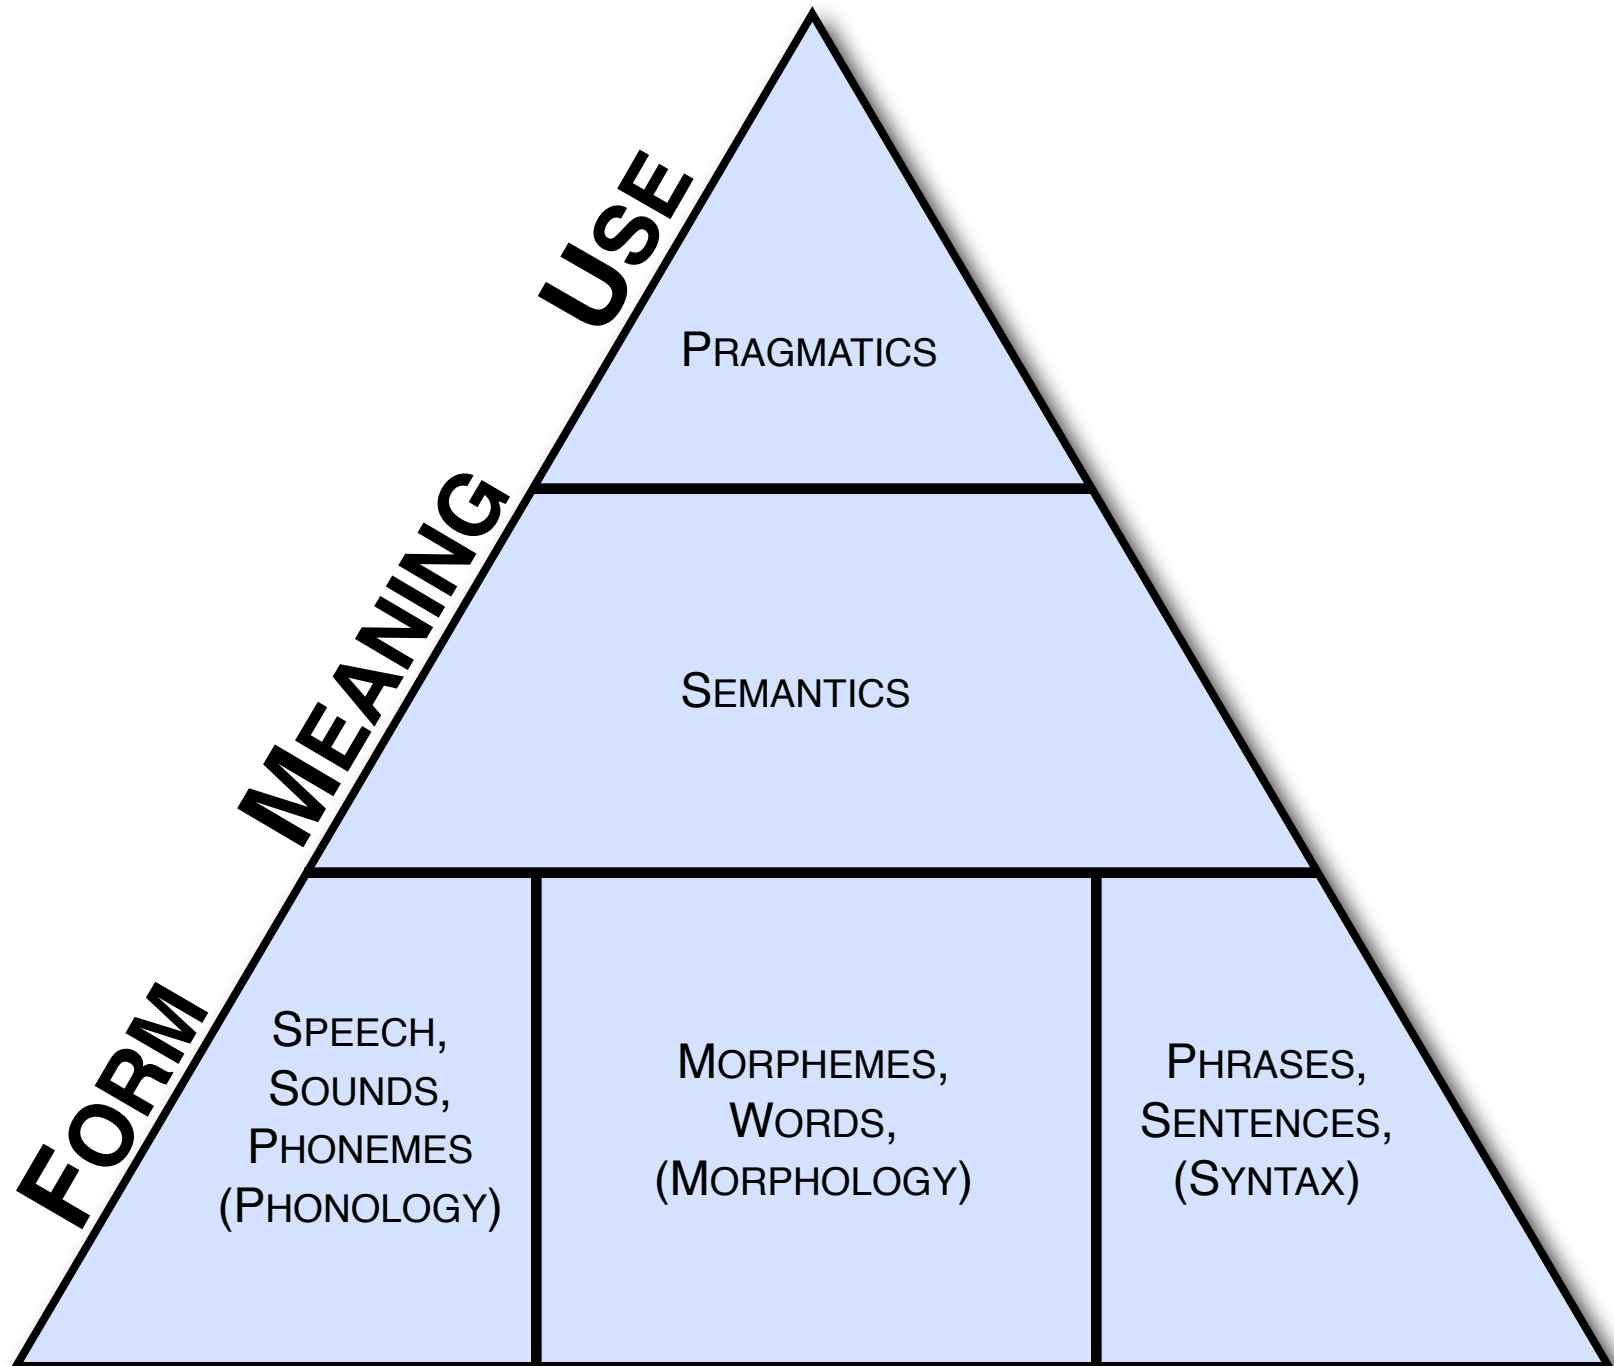 USE
PRAGMATICS
MEANING
SEMANTICS
FORM
SPEECH,
SOUNDS,
PHONEMES
(PHONOLOGY)
MORPHEMES,
WORDS,
(MORPHOLOGY)
PHRASES,
SENTENCES,
(SYNTAX)